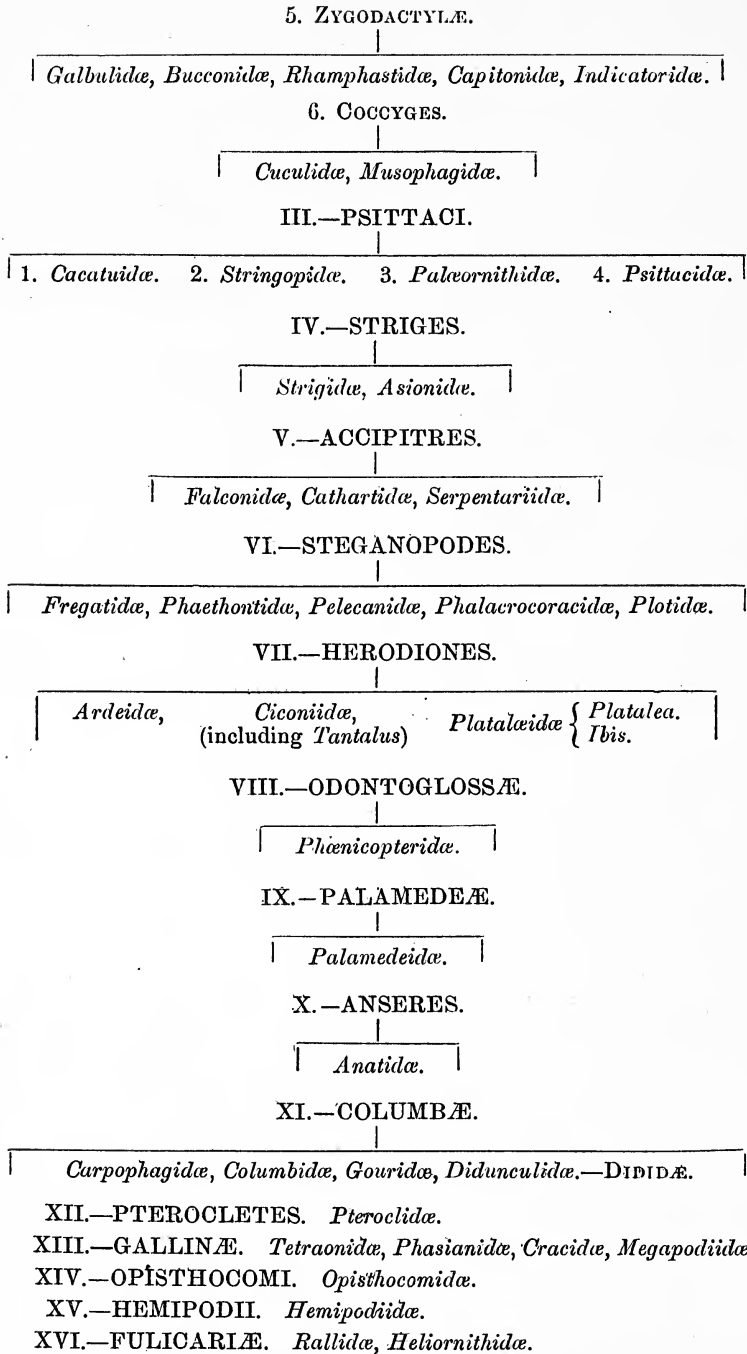 5. ZYGODACTYLÆ.
Galbulidæ, Bucconidæ, Rhamphastidæ, Capitonidæ, Indicatoridæ.
6. COCCYGES.
Cuculidæ, Musophagidæ.
III.—PSITTACI.
1. Cacatuidæ. 2. Stringopidæ. 3. Palæornithidæ. 4. Psittacidæ.
IV.—STRIGES.
Strigidæ, Asionidæ.
V.—ACCIPITRES.
Falconidæ, Cathartidæ, Serpentariidæ.
VI.—STEGANOPODES.
Fregatidæ, Phaethontidæ, Pelecanidæ, Phalacrocoracidæ, Plotidæ.
VII.—HERODIONES.
Ardeidæ, Ciconiidæ, (including Tantalus) Platalæidæ { Platalea. Ibis.
VIII.—ODONTOGLOSSÆ.
Phœnicopteridæ.
IX.—PALAMEDEÆ.
Palamedeidæ.
X.—ANSERES.
Anatidæ.
XI.—COLUMBÆ.
Carpophagidæ, Columbidæ, Gouridæ, Didunculidæ.—DIDIDÆ.
XII.—PTEROCLETES. Pteroclidæ.
XIII.—GALLINÆ. Tetraonidæ, Phasianidæ, Cracidæ, Megapodiidæ
XIV.—OPISTHOCOMI. Opisthocomidæ.
XV.—HEMIPODII. Hemipodiidæ.
XVI.—FULICARIÆ. Rallidæ, Heliornithidæ.